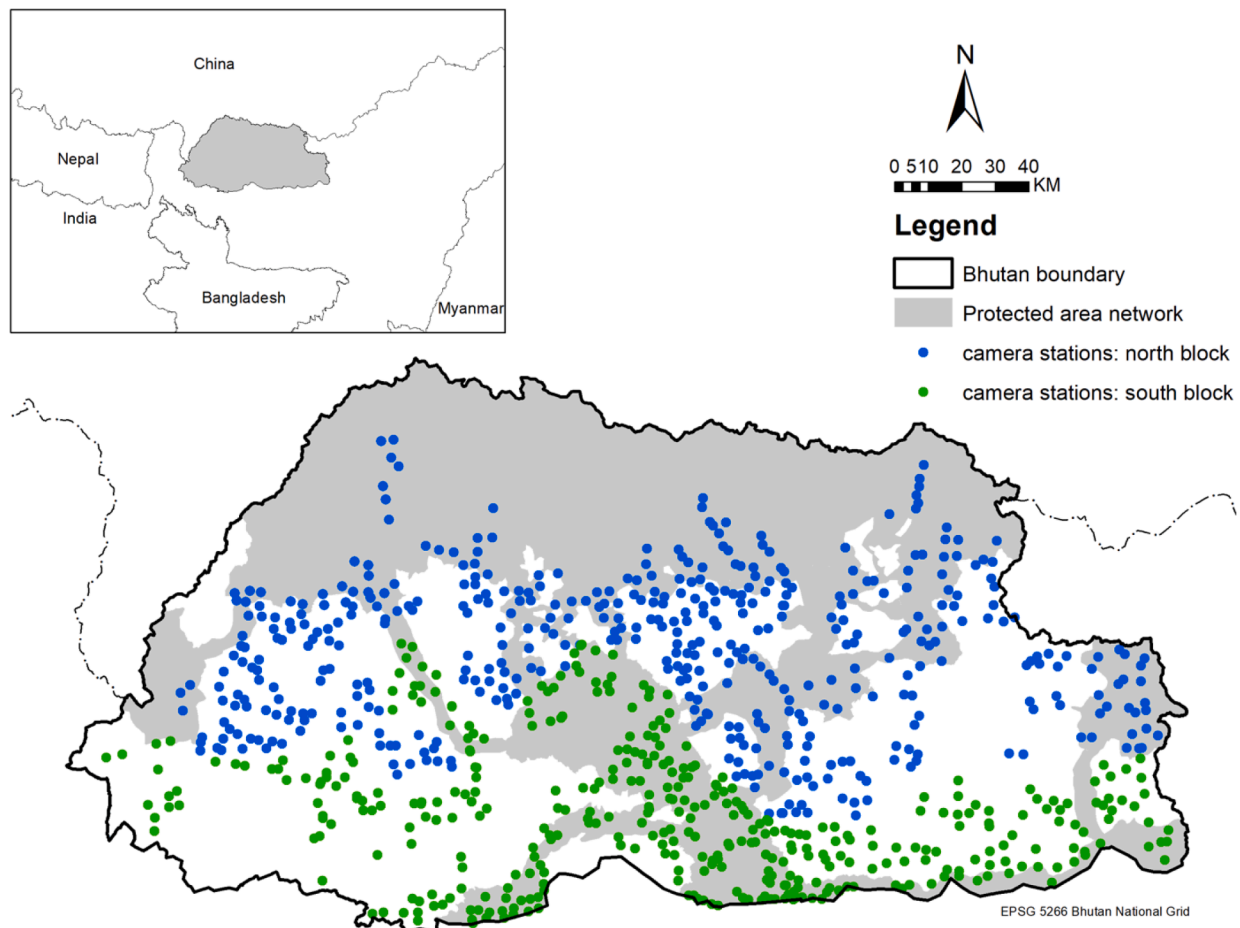 China
Nepal
India
Bangladesh
Myanmar
N
0 5 10 20 30 40
KM
Legend
Bhutan boundary
Protected area network
camera stations: north block
camera stations: south block
EPSG 5266 Bhutan National Grid